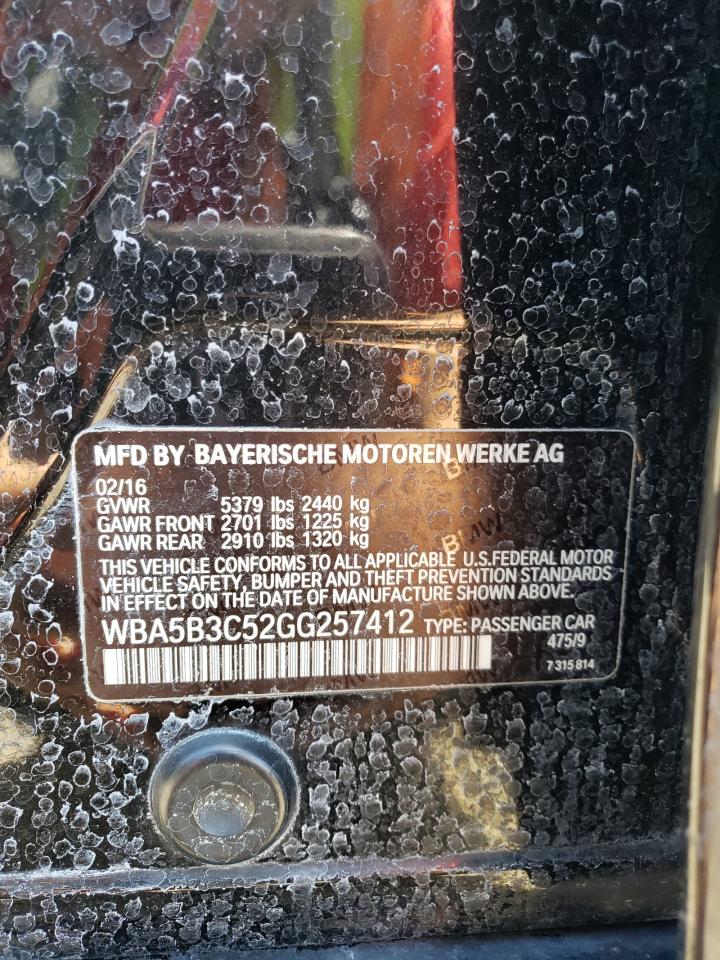 MFD BY BAYERISCHE MOTOREN WERKE AG
02/16
GVWR 5379 lbs 2440 kg
GAWR FRONT 2701 lbs 1225 kg
GAWR REAR 2910 lbs 1320 kg
THIS VEHICLE CONFORMS TO ALL APPLICABLE U.S.FEDERAL MOTOR
VEHICLE SAFETY, BUMPER AND THEFT PREVENTION STANDARDS
IN EFFECT ON THE DATE OF MANUFACTURE SHOWN ABOVE.
WBA5B3C52GG257412 TYPE: PASSENGER CAR
475/9
7 315 814